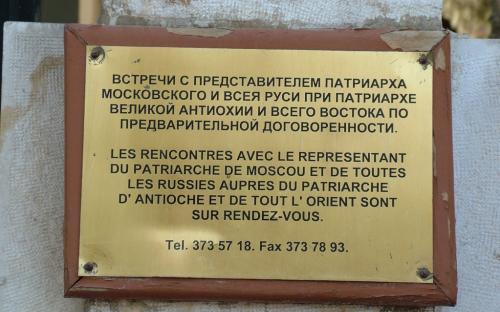 ВСТРЕЧИ С ПРЕДСТАВИТЕЛЕМ ПАТРИАРХА
МОСКОВСКОГО И ВСЕЯ РУСИ ПРИ ПАТРИАРХЕ
ВЕЛИКОЙ АНТИОХИИ И ВСЕГО ВОСТОКА ПО
ПРЕДВАРИТЕЛЬНОЙ ДОГОВОРЕННОСТИ.
LES RENCONTRES AVEC LE REPRESENTANT
DU PATRIARCHE DE MOSCOU ET DE TOUTES
LES RUSSIES AUPRES DU PATRIARCHE
D' ANTIOCHE ET DE TOUT L' ORIENT SONT
SUR RENDEZ-VOUS.
Tel. 373 57 18. Fax 373 78 93.